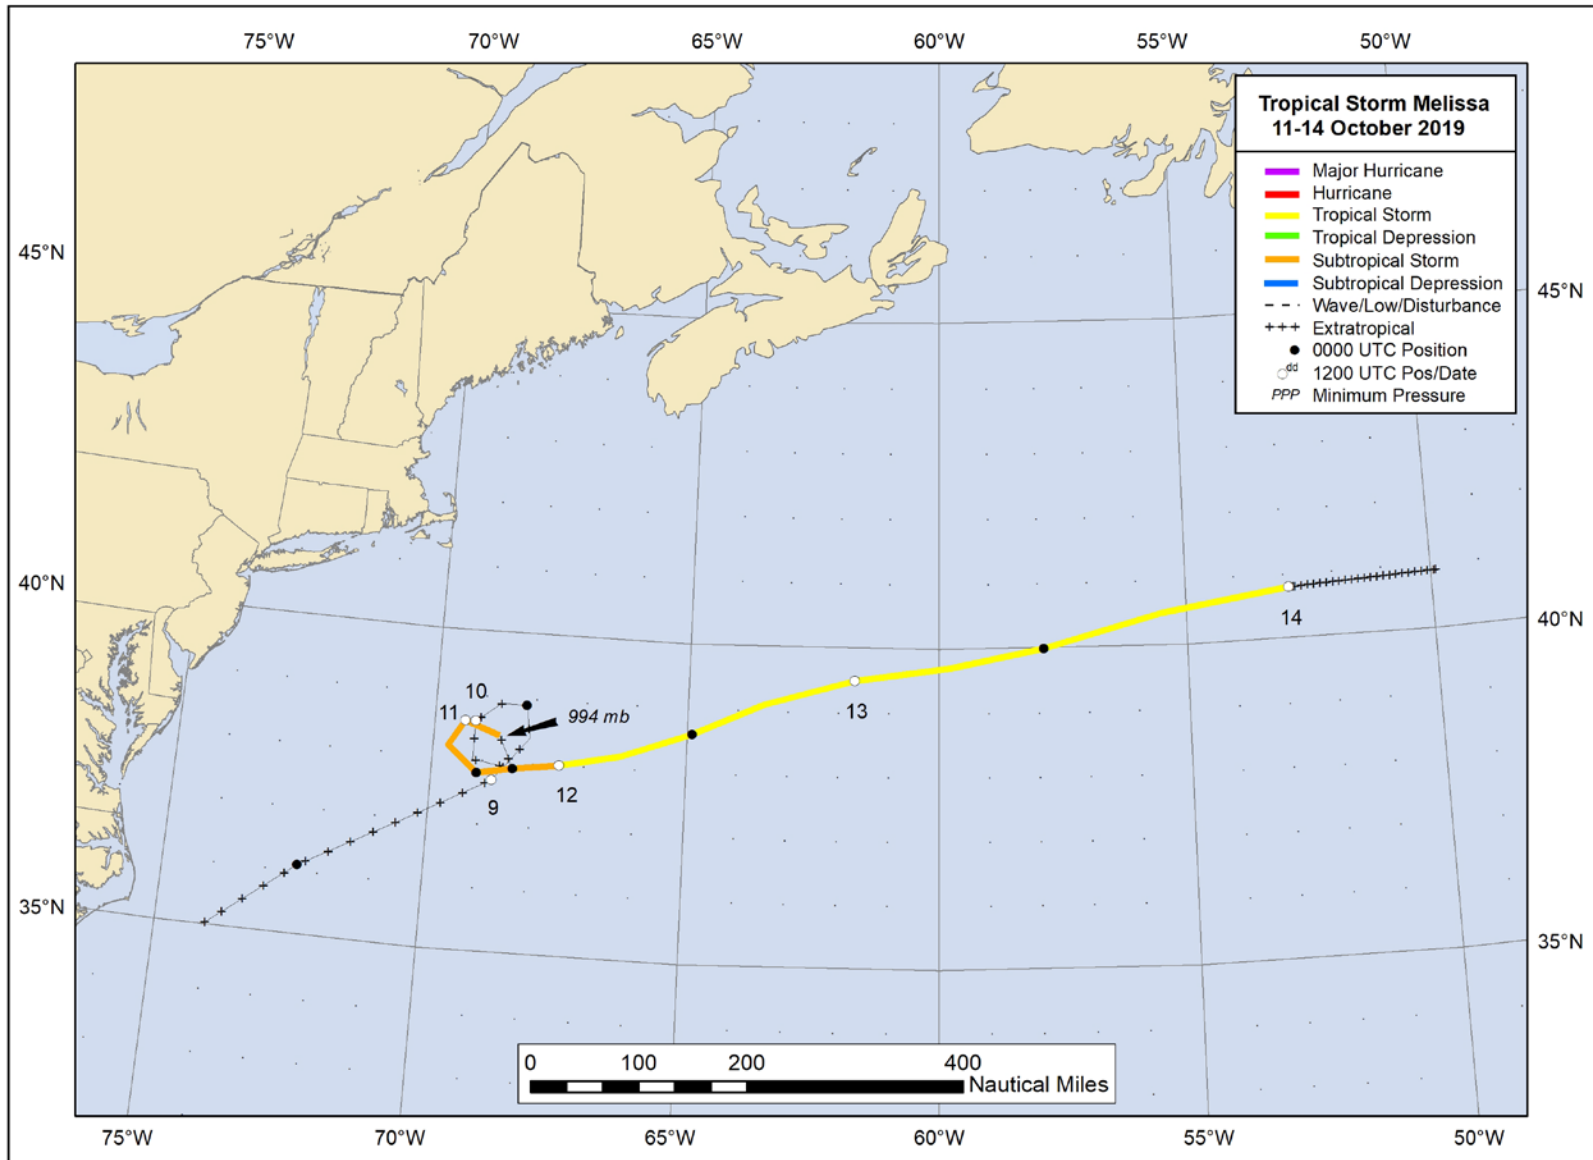 75°W 70°W 65°W 60°W 55°W 50°W
Tropical Storm Melissa
11-14 October 2019
Major Hurricane
Hurricane
Tropical Storm
Tropical Depression
Subtropical Storm
Subtropical Depression
Wave/Low/Disturbance
Extratropical
0000 UTC Position
dd 1200 UTC Pos/Date
PPP Minimum Pressure
45°N 45°N
40°N 40°N
14
10
11 994 mb
13
9 12
35°N 35°N
0 100 200 400
Nautical Miles
75°W 70°W 65°W 60°W 55°W 50°W